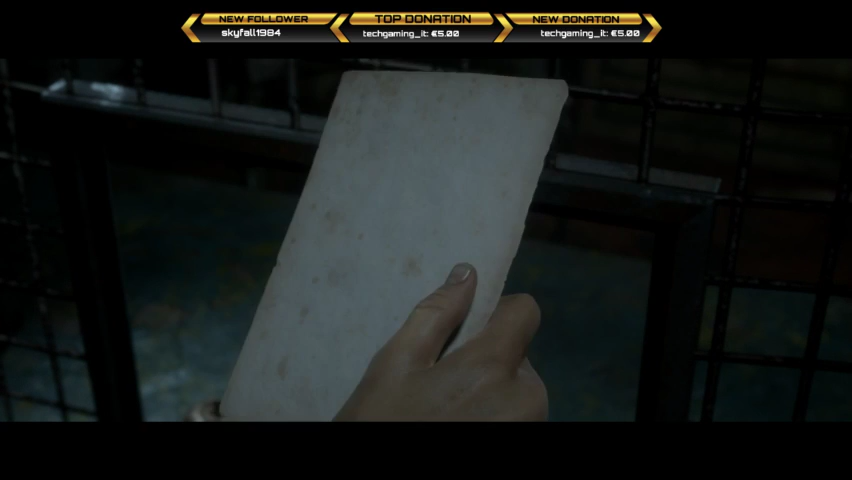 NEW FOLLOWER
skyfall1984
TOP DONATION
techgaming_it: €5.00
NEW DONATION
techgaming_it: €5.00